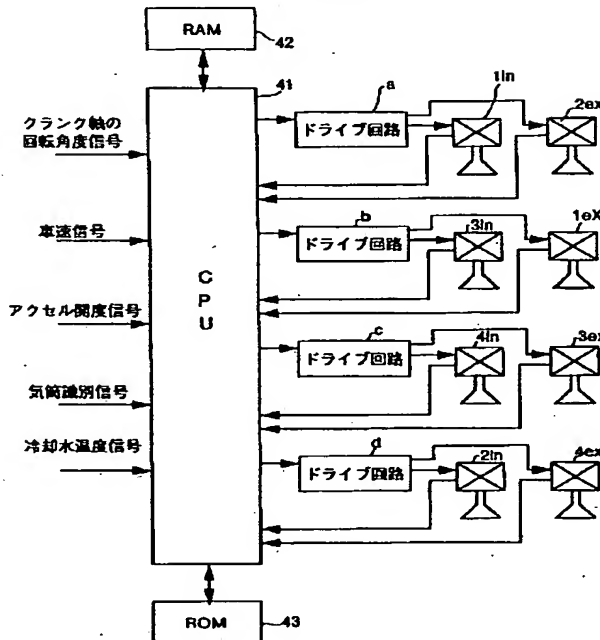 RAM
42
41
クランク軸の
回転角度信号
車速信号
アクセル開度信号
気筒識別信号
冷却水温度信号
CPU
a
ドライブ回路
1in
2ex
b
ドライブ回路
3in
1eX
c
ドライブ回路
4in
3ex
d
ドライブ回路
2in
4ex
ROM
43